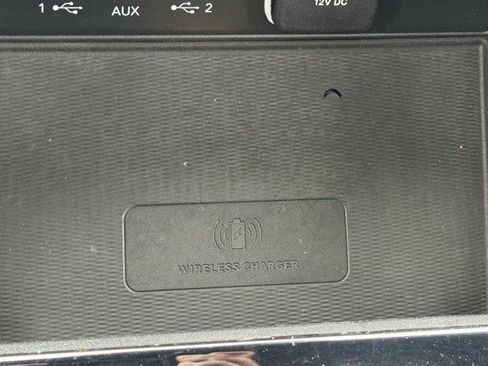 1 AUX 2 12V DC
WIRELESS CHARGER